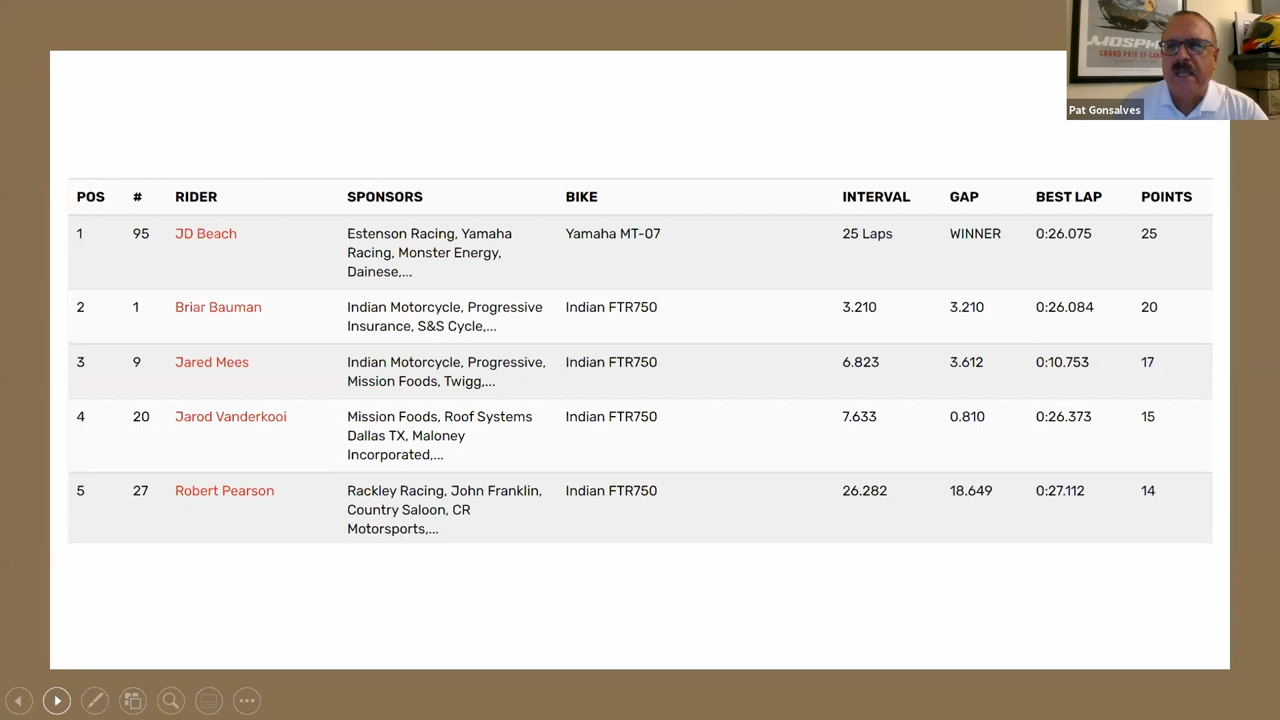 MOSPORT
GRAND PRIX OF CANADA
Pat Gonsalves
POS # RIDER SPONSORS BIKE INTERVAL GAP BEST LAP POINTS
1 95 JD Beach Estenson Racing, Yamaha Yamaha MT-07 25 Laps WINNER 0:26.075 25
Racing, Monster Energy,
Dainese,...
2 1 Briar Bauman Indian Motorcycle, Progressive Indian FTR750 3.210 3.210 0:26.084 20
Insurance, S&S Cycle,...
3 9 Jared Mees Indian Motorcycle, Progressive, Indian FTR750 6.823 3.612 0:10.753 17
Mission Foods, Twigg,...
4 20 Jarod Vanderkooi Mission Foods, Roof Systems Indian FTR750 7.633 0.810 0:26.373 15
Dallas TX, Maloney
Incorporated,...
5 27 Robert Pearson Rackley Racing, John Franklin, Indian FTR750 26.282 18.649 0:27.112 14
Country Saloon, CR
Motorsports,...